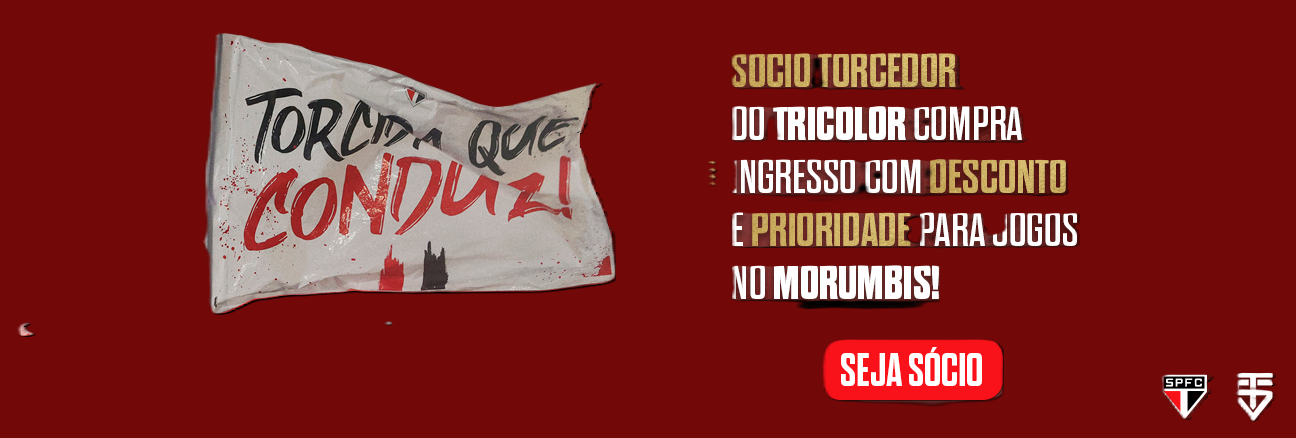 TORCIDA QUE
CONDUZ!
SOCIO TORCEDOR
DO TRICOLOR COMPRA
INGRESSO COM DESCONTO
E PRIORIDADE PARA JOGOS
NO MORUMBIS!
SEJA SÓCIO
SPFC